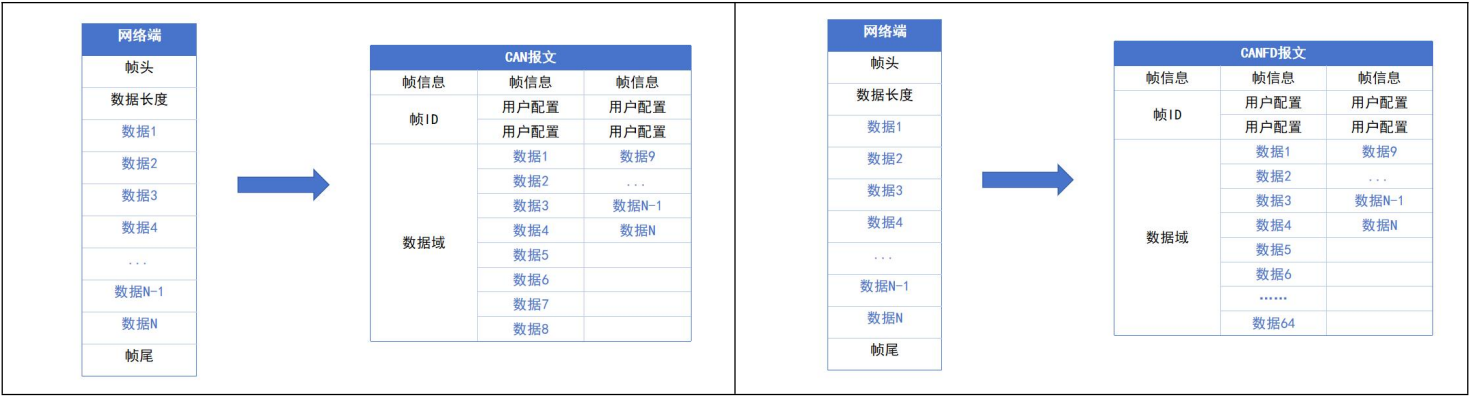 网络端
帧头
数据长度
数据1
数据2
数据3
数据4
...
数据N-1
数据N
帧尾
CAN报文
帧信息 帧信息 帧信息
帧ID 用户配置 用户配置
用户配置 用户配置
数据域 数据1 数据9
数据2 ...
数据3 数据N-1
数据4 数据N
数据5
数据6
数据7
数据8
网络端
帧头
数据长度
数据1
数据2
数据3
数据4
...
数据N-1
数据N
帧尾
CANFD报文
帧信息 帧信息 帧信息
帧ID 用户配置 用户配置
用户配置 用户配置
数据域 数据1 数据9
数据2 ...
数据3 数据N-1
数据4 数据N
数据5
数据6
......
数据64